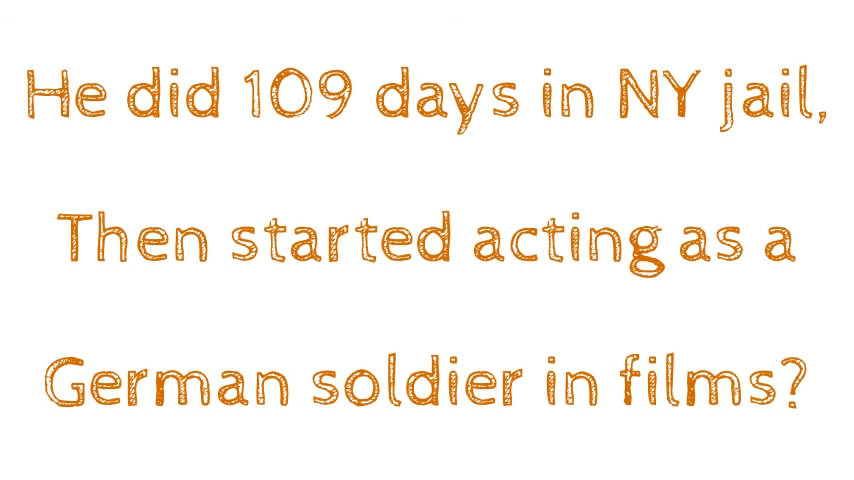 He did 109 days in NY jail,
Then started acting as a
German soldier in films?